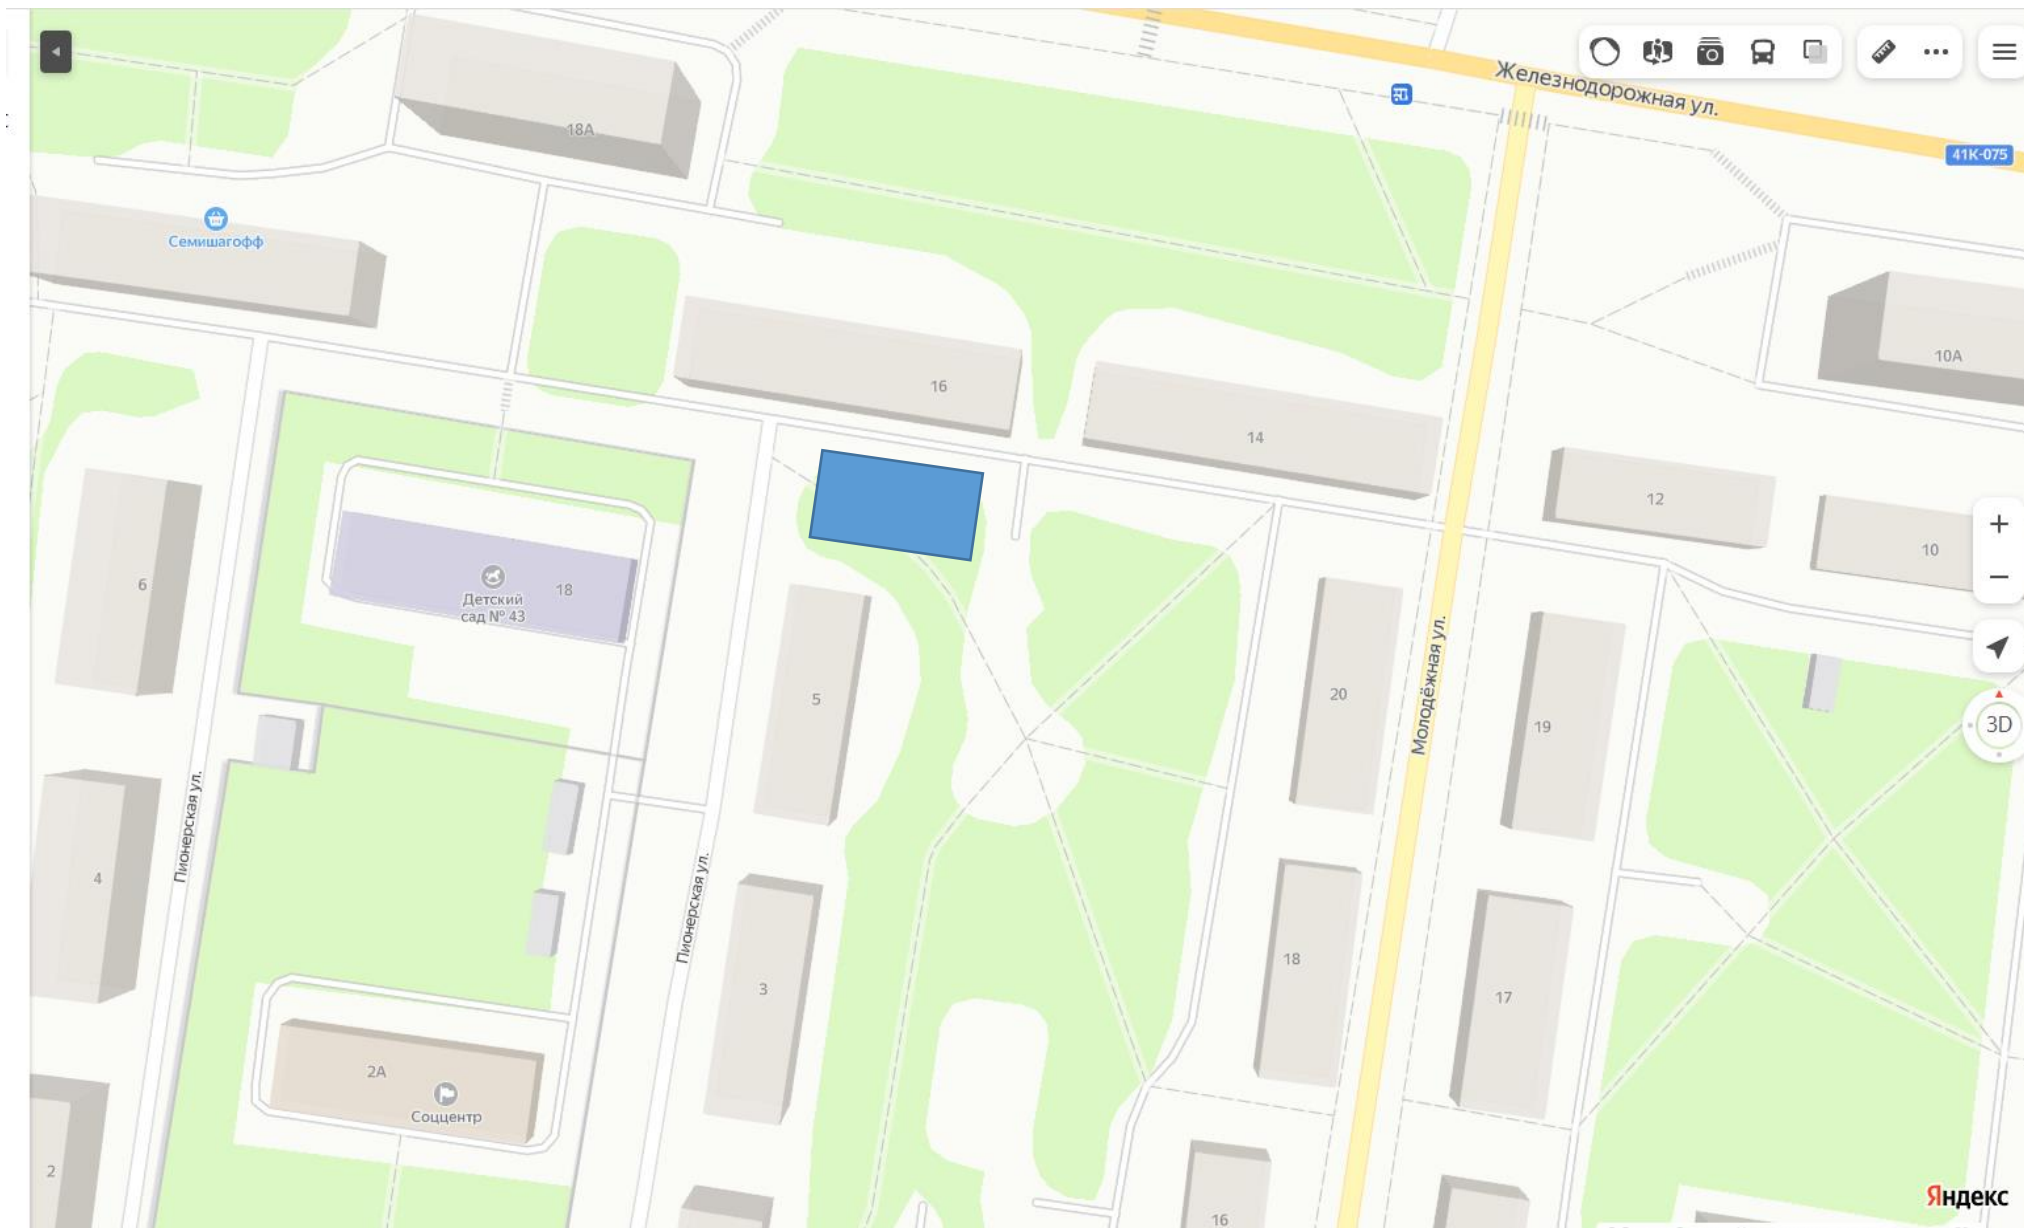 Железнодорожная ул.
41К-075
18А
Семишагофф
10А
16
14
12
10
6
18
Детский
сад № 43
5
20
19
Молодёжная ул.
3D
Пионерская ул.
4
Пионерская ул.
3
18
17
2А
Соццентр
2
16
Яндекс